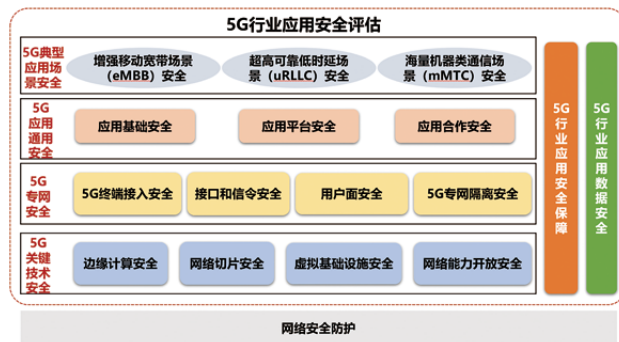 5G行业应用安全评估
5G典型
应用场
景安全
增强移动宽带场景
(eMBB)安全
超高可靠低时延场
景(uRLLC)安全
海量机器类通信场
景(mMTC)安全
5G
应用
通用
安全
应用基础安全
应用平台安全
应用合作安全
5G
专网
安全
5G终端接入安全
接口和信令安全
用户面安全
5G专网隔离安全
5G
关键
技术
安全
边缘计算安全
网络切片安全
虚拟基础设施安全
网络能力开放安全
5G行业应用安全保障
5G行业应用数据安全
网络安全防护